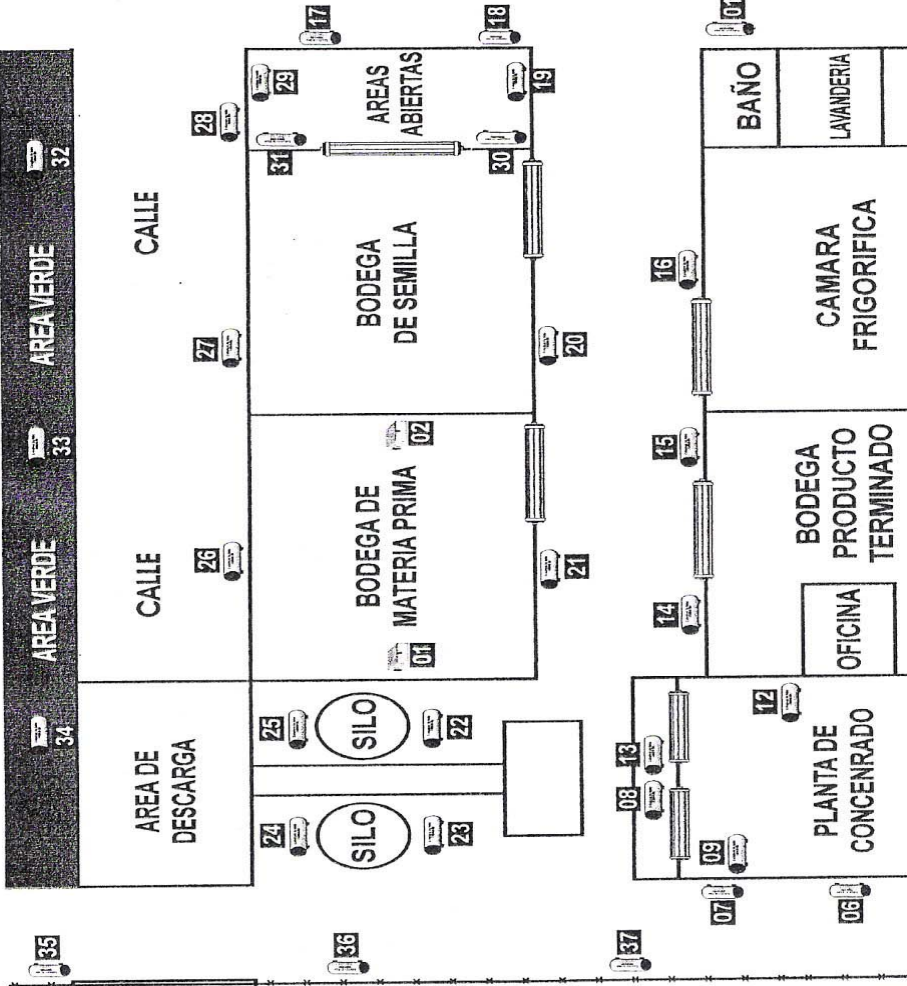 35
36
37
34
33
32
AREA VERDE
AREA VERDE
CALLE
CALLE
28
27
26
AREA DE
DESCARGA
17
18
29
19
31
30
AREAS
ABIERTAS
BODEGA
DE SEMILLA
20
BODEGA DE
MATERIA PRIMA
02
01
21
25
SILO
22
24
SILO
23
01
BAÑO
LAVANDERIA
16
CAMARA
FRIGORIFICA
15
BODEGA
PRODUCTO
TERMINADO
14
OFICINA
13
08
12
09
PLANTA DE
CONCENRADO
07
06